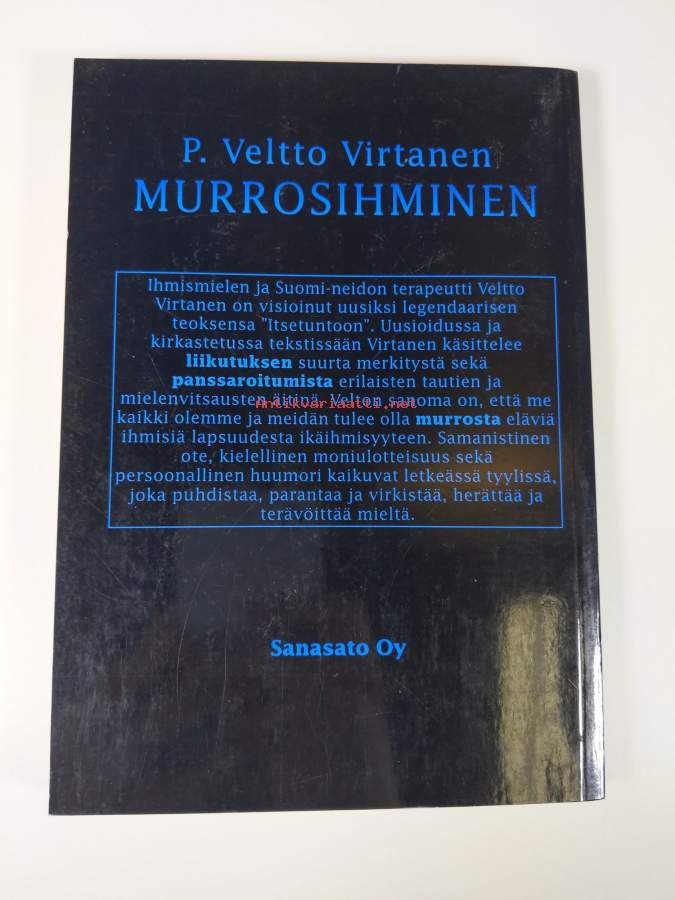 P. Veltto Virtanen
MURROSIHMINEN
Ihmismielen ja Suomi-neidon terapeutti Veltto
Virtanen on visioinut uusiksi legendaarisen
teoksensa "Itsetuntoon". Uusioidussa ja
kirkastetussa tekstissään Virtanen käsittelee
liikutuksen suurta merkitystä sekä
panssaroitumista erilaisten tautien ja
mielenvitsausten äitinä. Velton sanoma on, että me
Antikvariaatti.net
kaikki olemme ja meidän tulee olla murrosta eläviä
ihmisiä lapsuudesta ikäihmisyyteen. Samanistinen
ote, kielellinen moniulotteisuus sekä
persoonallinen huumori kaikuvat letkeässä tyylissä,
joka puhdistaa, parantaa ja virkistää, herättää ja
terävöittää mieltä.
Sanasato Oy